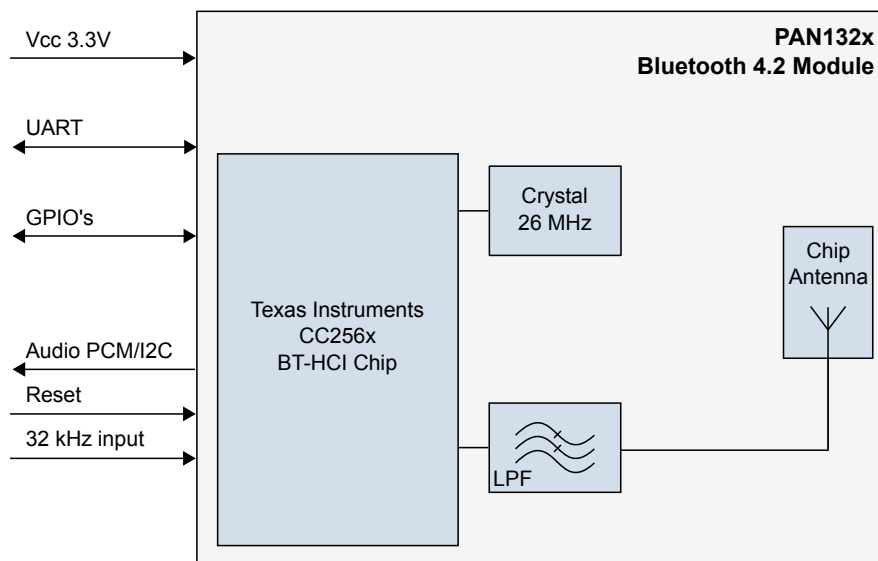 PAN132x
Bluetooth 4.2 Module
Vcc 3.3V
UART
GPIO's
Audio PCM/I2C
Reset
32 kHz input
Texas Instruments
CC256x
BT-HCI Chip
Crystal
26 MHz
LPF
Chip
Antenna